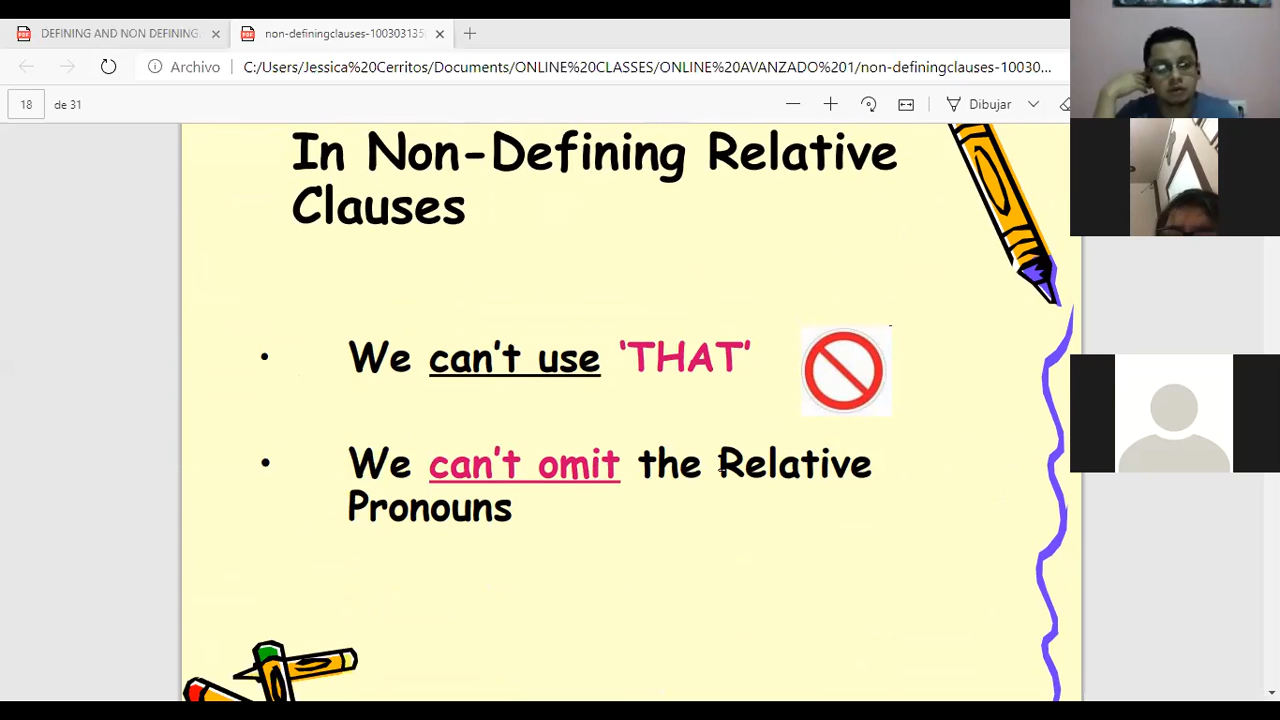 DEFINING AND NON DEFINING
non-definingclauses-100303135
Archivo
C:/Users/Jessica%20Cerritos/Documents/ONLINE%20CLASSES/ONLINE%20AVANZADO%201/non-definingclauses-10030...
18 de 31
Dibujar
In Non-Defining Relative
Clauses
• We can't use 'THAT'
• We can't omit the Relative
Pronouns